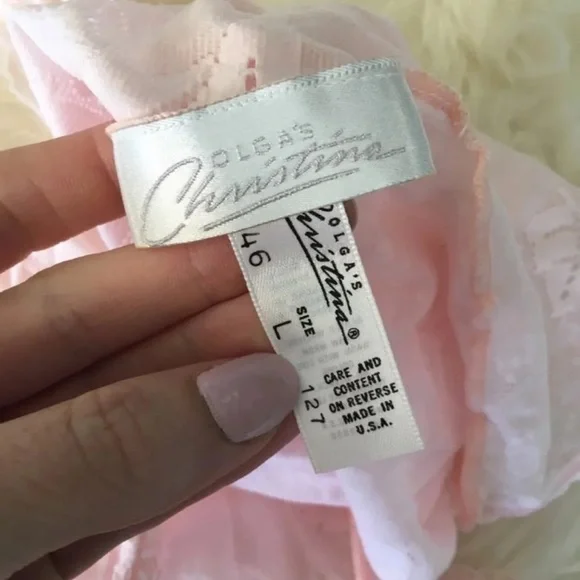 OLGA'S
Christina
OLGA'S
Christina®
46
SIZE
L
127
CARE AND
CONTENT
ON REVERSE
MADE IN
U.S.A.